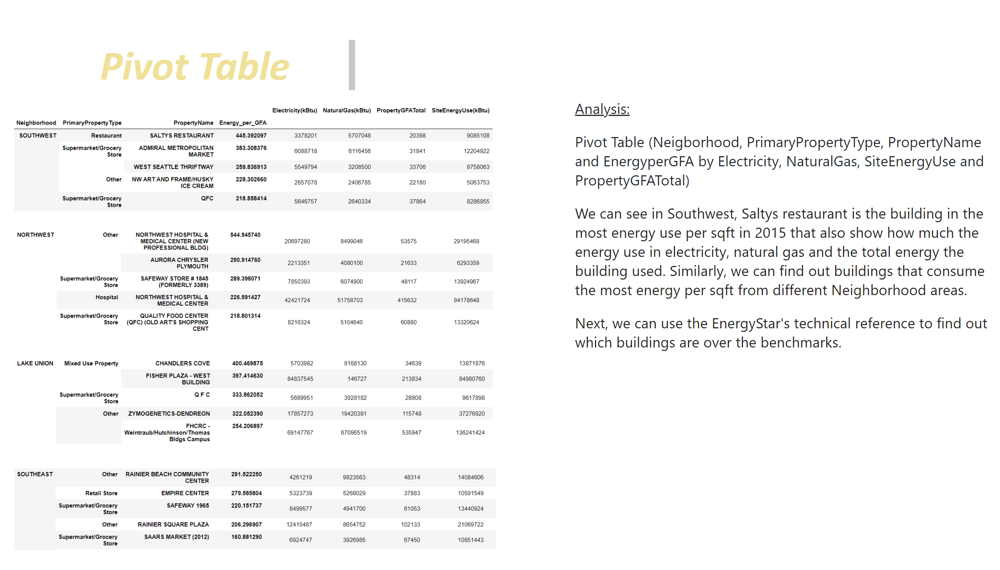 Pivot Table
Electricity(kBtu) NaturalGas(kBtu) PropertyGFATotal SiteEnergyUse(kBtu)
Neighborhood PrimaryPropertyType PropertyName Energy_per_GFA
SOUTHWEST Restaurant SALTYS RESTAURANT 445.392097 3378201 5707048 20398 9085108
Supermarket/Grocery ADMIRAL METROPOLITAN 383.308376 6088718 6116456 31841 12204922
Store MARKET
WEST SEATTLE THRIFTWAY 259.836913 5549794 3208500 33706 8758063
Other NW ART AND FRAME/HUSKY 228.302660 2657078 2406785 22180 5063753
ICE CREAM
Supermarket/Grocery QFC 218.858414 5646757 2640334 37864 8286855
Store
NORTHWEST Other NORTHWEST HOSPITAL & 544.945740
MEDICAL CENTER (NEW 20697280 8499046 53575 29195468
PROFESSIONAL BLDG)
AURORA CHRYSLER 290.914760 2213351 4080100 21633 6293359
PLYMOUTH
Supermarket/Grocery SAFEWAY STORE # 1845 289.398071 7850393 6074900 48117 13924967
Store (FORMERLY 3389)
Hospital NORTHWEST HOSPITAL & 226.591427 42421724 51758703 415632 94178648
MEDICAL CENTER
Supermarket/Grocery QUALITY FOOD CENTER 218.801314
Store (QFC) (OLD ART'S SHOPPING 8216324 5104640 60880 13320624
CENT
LAKE UNION Mixed Use Property CHANDLERS COVE 400.469875 5703982 8168130 34639 13871876
FISHER PLAZA - WEST 397.414630 84837545 146727 213834 84980760
BUILDING
Supermarket/Grocery Q F C 333.862052 5689951 3928182 28808 9617898
Store
Other ZYMOGENETICS-DENDREON 322.052390 17857273 19420391 115748 37276920
FHCRC - 254.206897
Weintraub/Hutchinson/Thomas 69147767 67096519 535947 136241424
Bldgs Campus
SOUTHEAST Other RAINIER BEACH COMMUNITY 291.522250 4261219 9823563 48314 14084606
CENTER
Retail Store EMPIRE CENTER 279.585804 5323739 5268029 37883 10591549
Supermarket/Grocery SAFEWAY 1965 220.151737 8499577 4941700 61053 13440924
Store
Other RAINIER SQUARE PLAZA 206.296907 12415487 8654752 102133 21069722
Supermarket/Grocery SAARS MARKET (2012) 160.881290 6924747 3926985 67450 10851443
Store
Analysis:
Pivot Table (Neigborhood, PrimaryPropertyType, PropertyName
and EnergyperGFA by Electricity, NaturalGas, SiteEnergyUse and
PropertyGFATotal)
We can see in Southwest, Saltys restaurant is the building in the
most energy use per sqft in 2015 that also show how much the
energy use in electricity, natural gas and the total energy the
building used. Similarly, we can find out buildings that consume
the most energy per sqft from different Neighborhood areas.
Next, we can use the EnergyStar's technical reference to find out
which buildings are over the benchmarks.